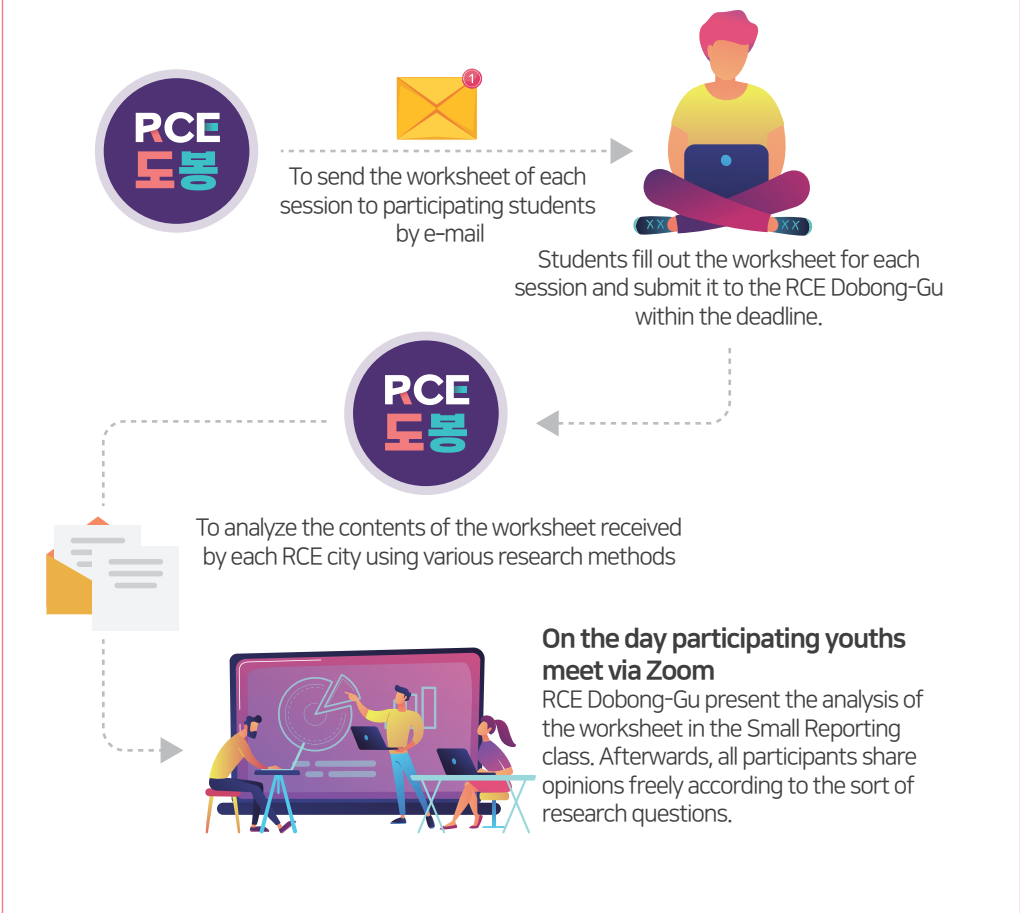 RCE
도봉
1
To send the worksheet of each
session to participating students
by e-mail
Students fill out the worksheet for each
session and submit it to the RCE Dobong-Gu
within the deadline.
RCE
도봉
To analyze the contents of the worksheet received
by each RCE city using various research methods
On the day participating youths
meet via Zoom
RCE Dobong-Gu present the analysis of
the worksheet in the Small Reporting
class. Afterwards, all participants share
opinions freely according to the sort of
research questions.